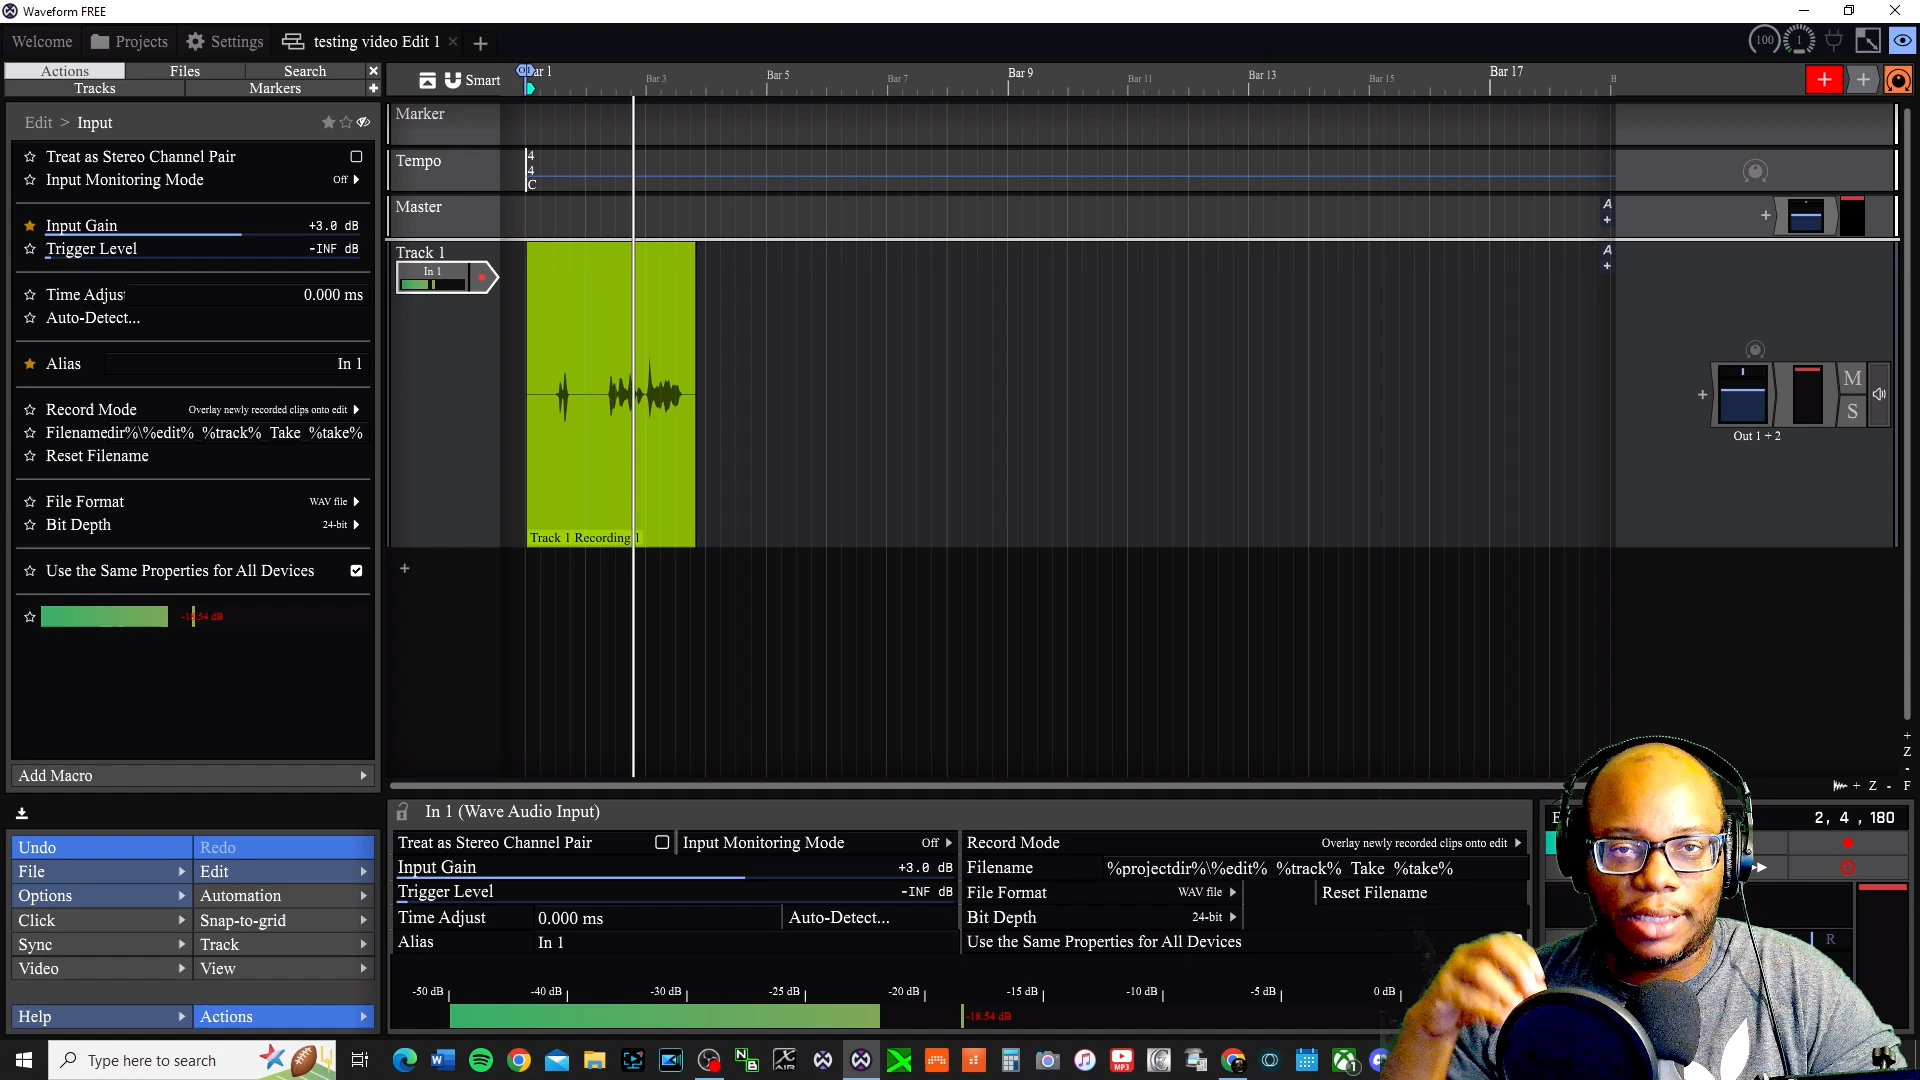 Waveform FREE
Welcome
Projects
Settings
testing video Edit 1
100
1
Actions
Files
Search
Tracks
Markers
Smart
Bar 3
Bar 5
Bar 7
Bar 9
Bar 11
Bar 13
Bar 15
Bar 17
Edit > Input
Treat as Stereo Channel Pair
Input Monitoring Mode Off
Input Gain +3.0 dB
Trigger Level -INF dB
Time Adjust 0.000 ms
Auto-Detect...
Alias In 1
Record Mode Overlay newly recorded clips onto edit
Filename dir%\%edit%_%track%_Take_%take%
Reset Filename
File Format WAV file
Bit Depth 24-bit
Use the Same Properties for All Devices
Add Macro
Marker
Tempo
4
4
C
Master
A
+
Track 1
In 1
A
+
Track 1 Recording 1
M
S
Out 1 + 2
+ Z - F
Undo
Redo
File
Edit
Options
Automation
Click
Snap-to-grid
Sync
Track
Video
View
Help
Actions
In 1 (Wave Audio Input)
Treat as Stereo Channel Pair
Input Monitoring Mode Off
Record Mode Overlay newly recorded clips onto edit
Input Gain +3.0 dB
Filename %projectdir%\%edit%_%track%_Take_%take%
Trigger Level -INF dB
File Format WAV file
Reset Filename
Time Adjust 0.000 ms
Auto-Detect...
Bit Depth 24-bit
Alias In 1
Use the Same Properties for All Devices
-50 dB
-40 dB
-30 dB
-25 dB
-20 dB
-15 dB
-10 dB
-5 dB
0 dB
-18.54 dB
2, 4 , 180
R
Type here to search